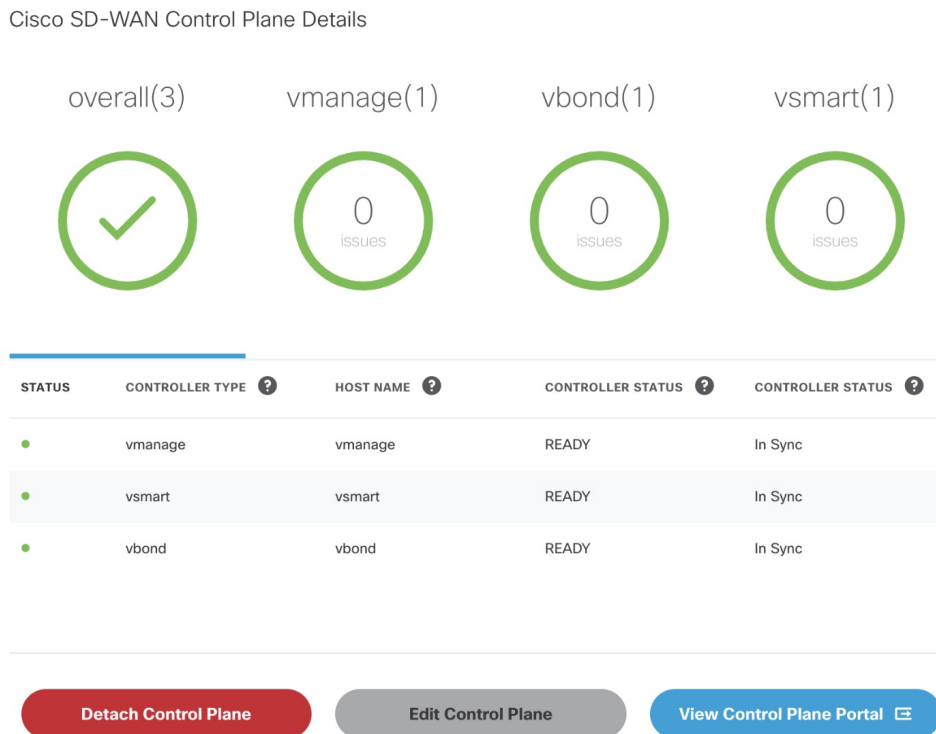 Cisco SD-WAN Control Plane Details
overall(3) vmanage(1) vbond(1) vsmart(1)
0 0 0
issues issues issues
STATUS CONTROLLER TYPE ? HOST NAME ? CONTROLLER STATUS ? CONTROLLER STATUS ?
vmanage vmanage READY In Sync
vsmart vsmart READY In Sync
vbond vbond READY In Sync
Detach Control Plane Edit Control Plane View Control Plane Portal